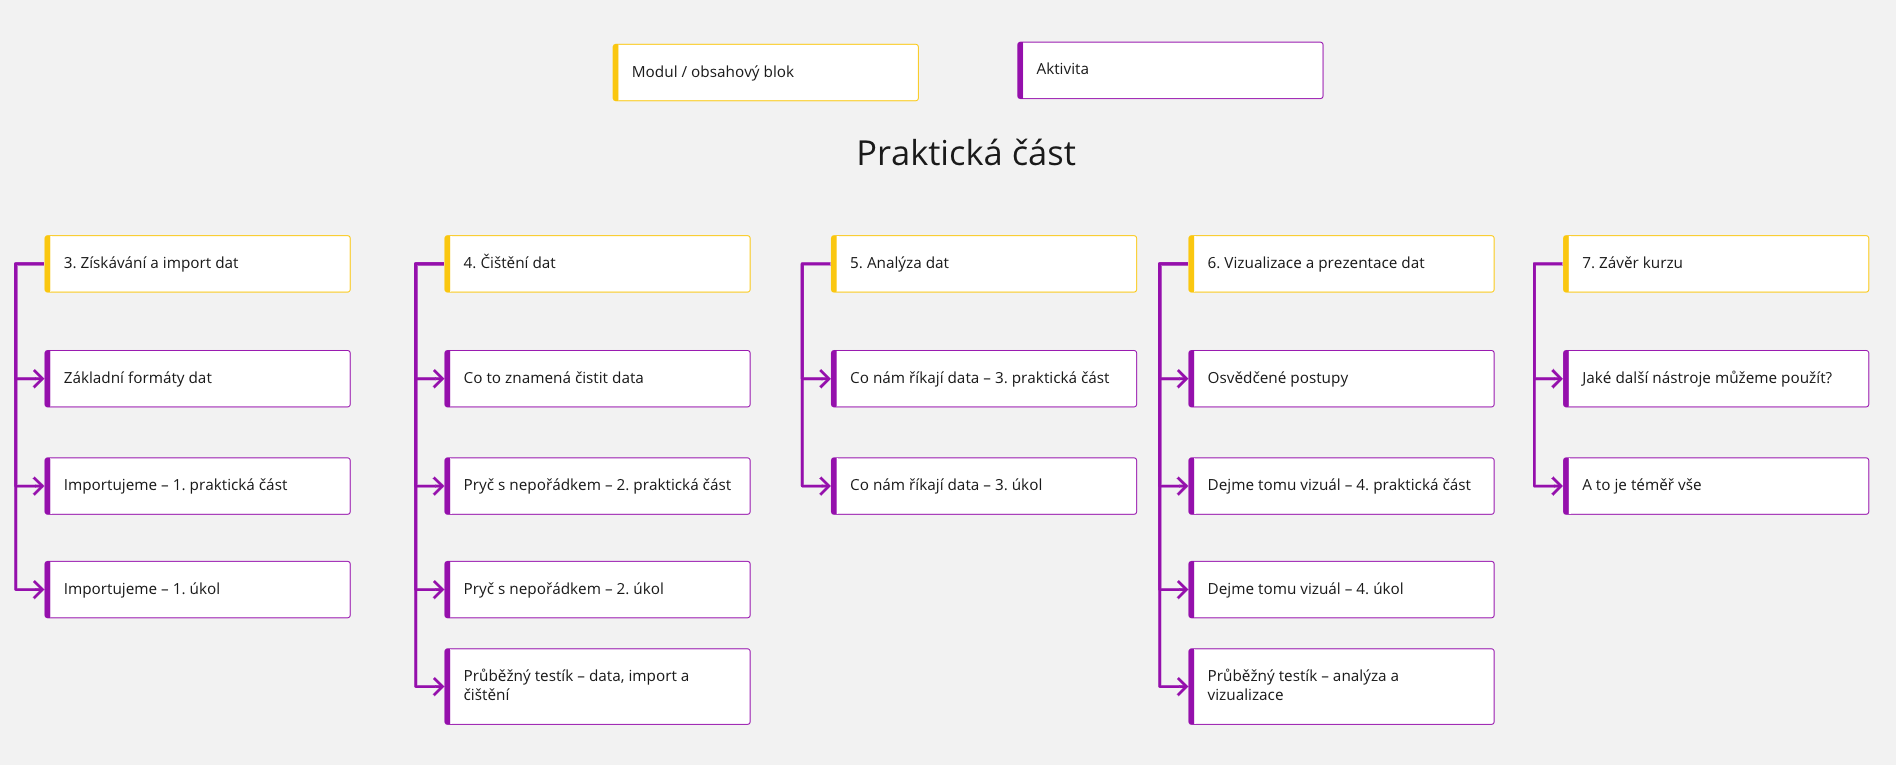 Modul / obsahový blok
Aktivita
Praktická část
3. Získávání a import dat
Základní formáty dat
Importujeme – 1. praktická část
Importujeme – 1. úkol
4. Čištění dat
Co to znamená čistit data
Pryč s nepořádkem – 2. praktická část
Pryč s nepořádkem – 2. úkol
Průběžný testík – data, import a
čištění
5. Analýza dat
Co nám říkají data – 3. praktická část
Co nám říkají data – 3. úkol
6. Vizualizace a prezentace dat
Osvědčené postupy
Dejme tomu vizuál – 4. praktická část
Dejme tomu vizuál – 4. úkol
Průběžný testík – analýza a
vizualizace
7. Závěr kurzu
Jaké další nástroje můžeme použít?
A to je téměř vše